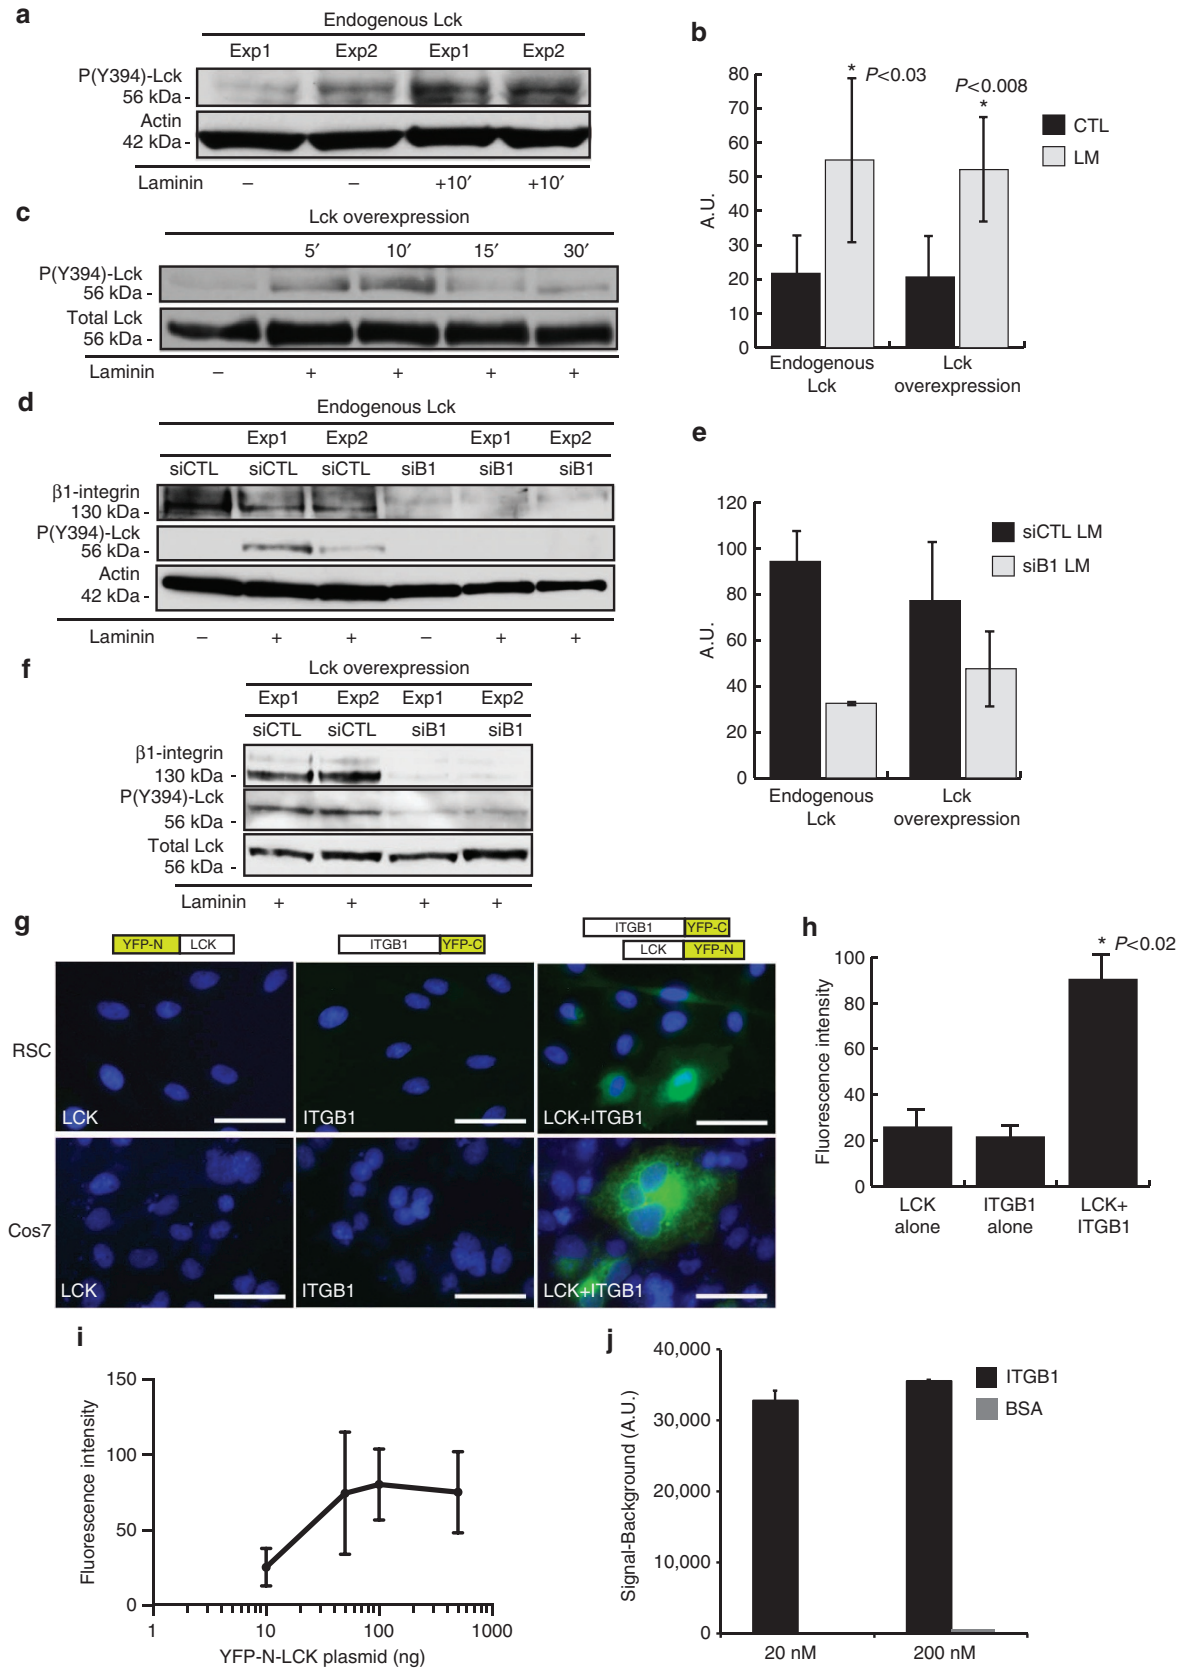 a
Endogenous Lck
Exp1 Exp2 Exp1 Exp2
P(Y394)-Lck
56 kDa -
Actin
42 kDa -
Laminin – – +10′ +10′
b
80
70
60
50
40
30
20
10
0
A.U.
* P<0.03
P<0.008
*
CTL
LM
Endogenous
Lck
Lck
overexpression
c
Lck overexpression
5′ 10′ 15′ 30′
P(Y394)-Lck
56 kDa -
Total Lck
56 kDa -
Laminin – + + + +
d
Endogenous Lck
Exp1 Exp2 Exp1 Exp2
siCTL siCTL siCTL siB1 siB1 siB1
β1-integrin
130 kDa -
P(Y394)-Lck
56 kDa -
Actin
42 kDa -
Laminin – + + – + +
e
120
100
80
60
40
20
0
A.U.
siCTL LM
siB1 LM
Endogenous
Lck
Lck
overexpression
f
Lck overexpression
Exp1 Exp2 Exp1 Exp2
siCTL siCTL siB1 siB1
β1-integrin
130 kDa -
P(Y394)-Lck
56 kDa -
Total Lck
56 kDa -
Laminin + + + +
g
YFP-N LCK
ITGB1 YFP-C
ITGB1 YFP-C
LCK YFP-N
RSC
LCK
ITGB1
LCK+ITGB1
Cos7
LCK
ITGB1
LCK+ITGB1
h
100
80
60
40
20
0
Fluorescence intensity
* P<0.02
LCK
alone
ITGB1
alone
LCK+
ITGB1
i
150
100
50
0
Fluorescence intensity
1 10 100 1000
YFP-N-LCK plasmid (ng)
j
40,000
30,000
20,000
10,000
0
Signal-Background (A.U.)
ITGB1
BSA
20 nM 200 nM